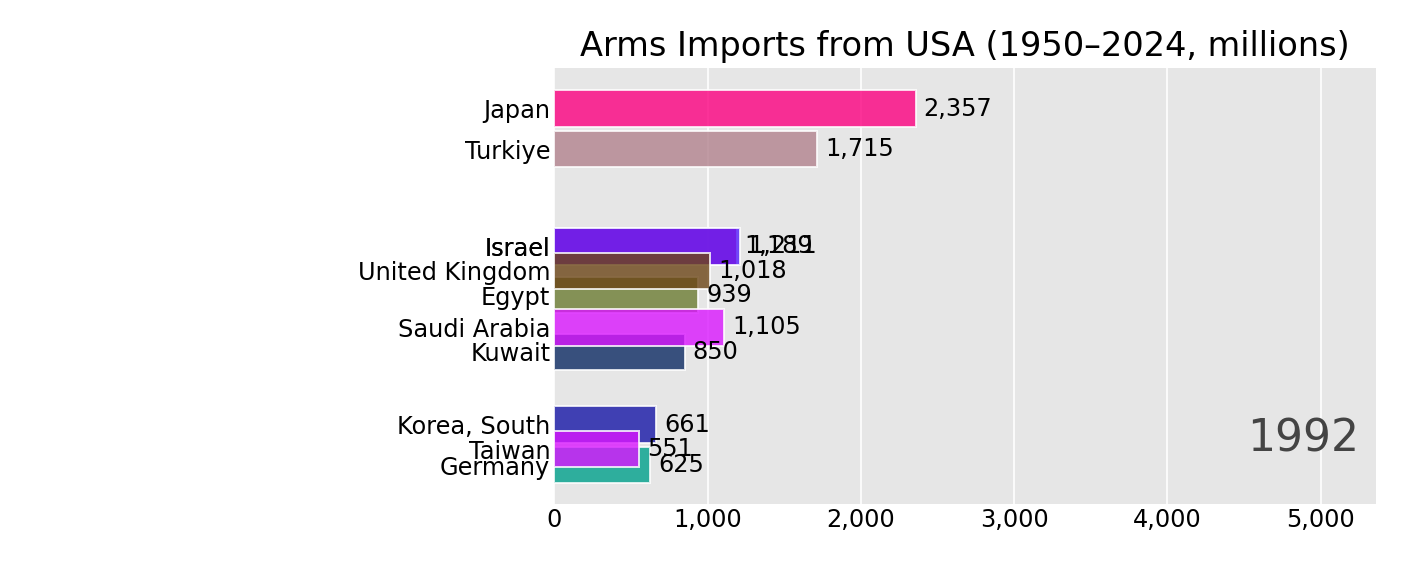 Arms Imports from USA (1950–2024, millions)
Japan 2,357
Turkiye 1,715
Israel
United Kingdom 1,018
Egypt 939
Saudi Arabia 1,105
Kuwait 850
Korea, South 661
Taiwan 551
Germany 625
1992
0 1,000 2,000 3,000 4,000 5,000